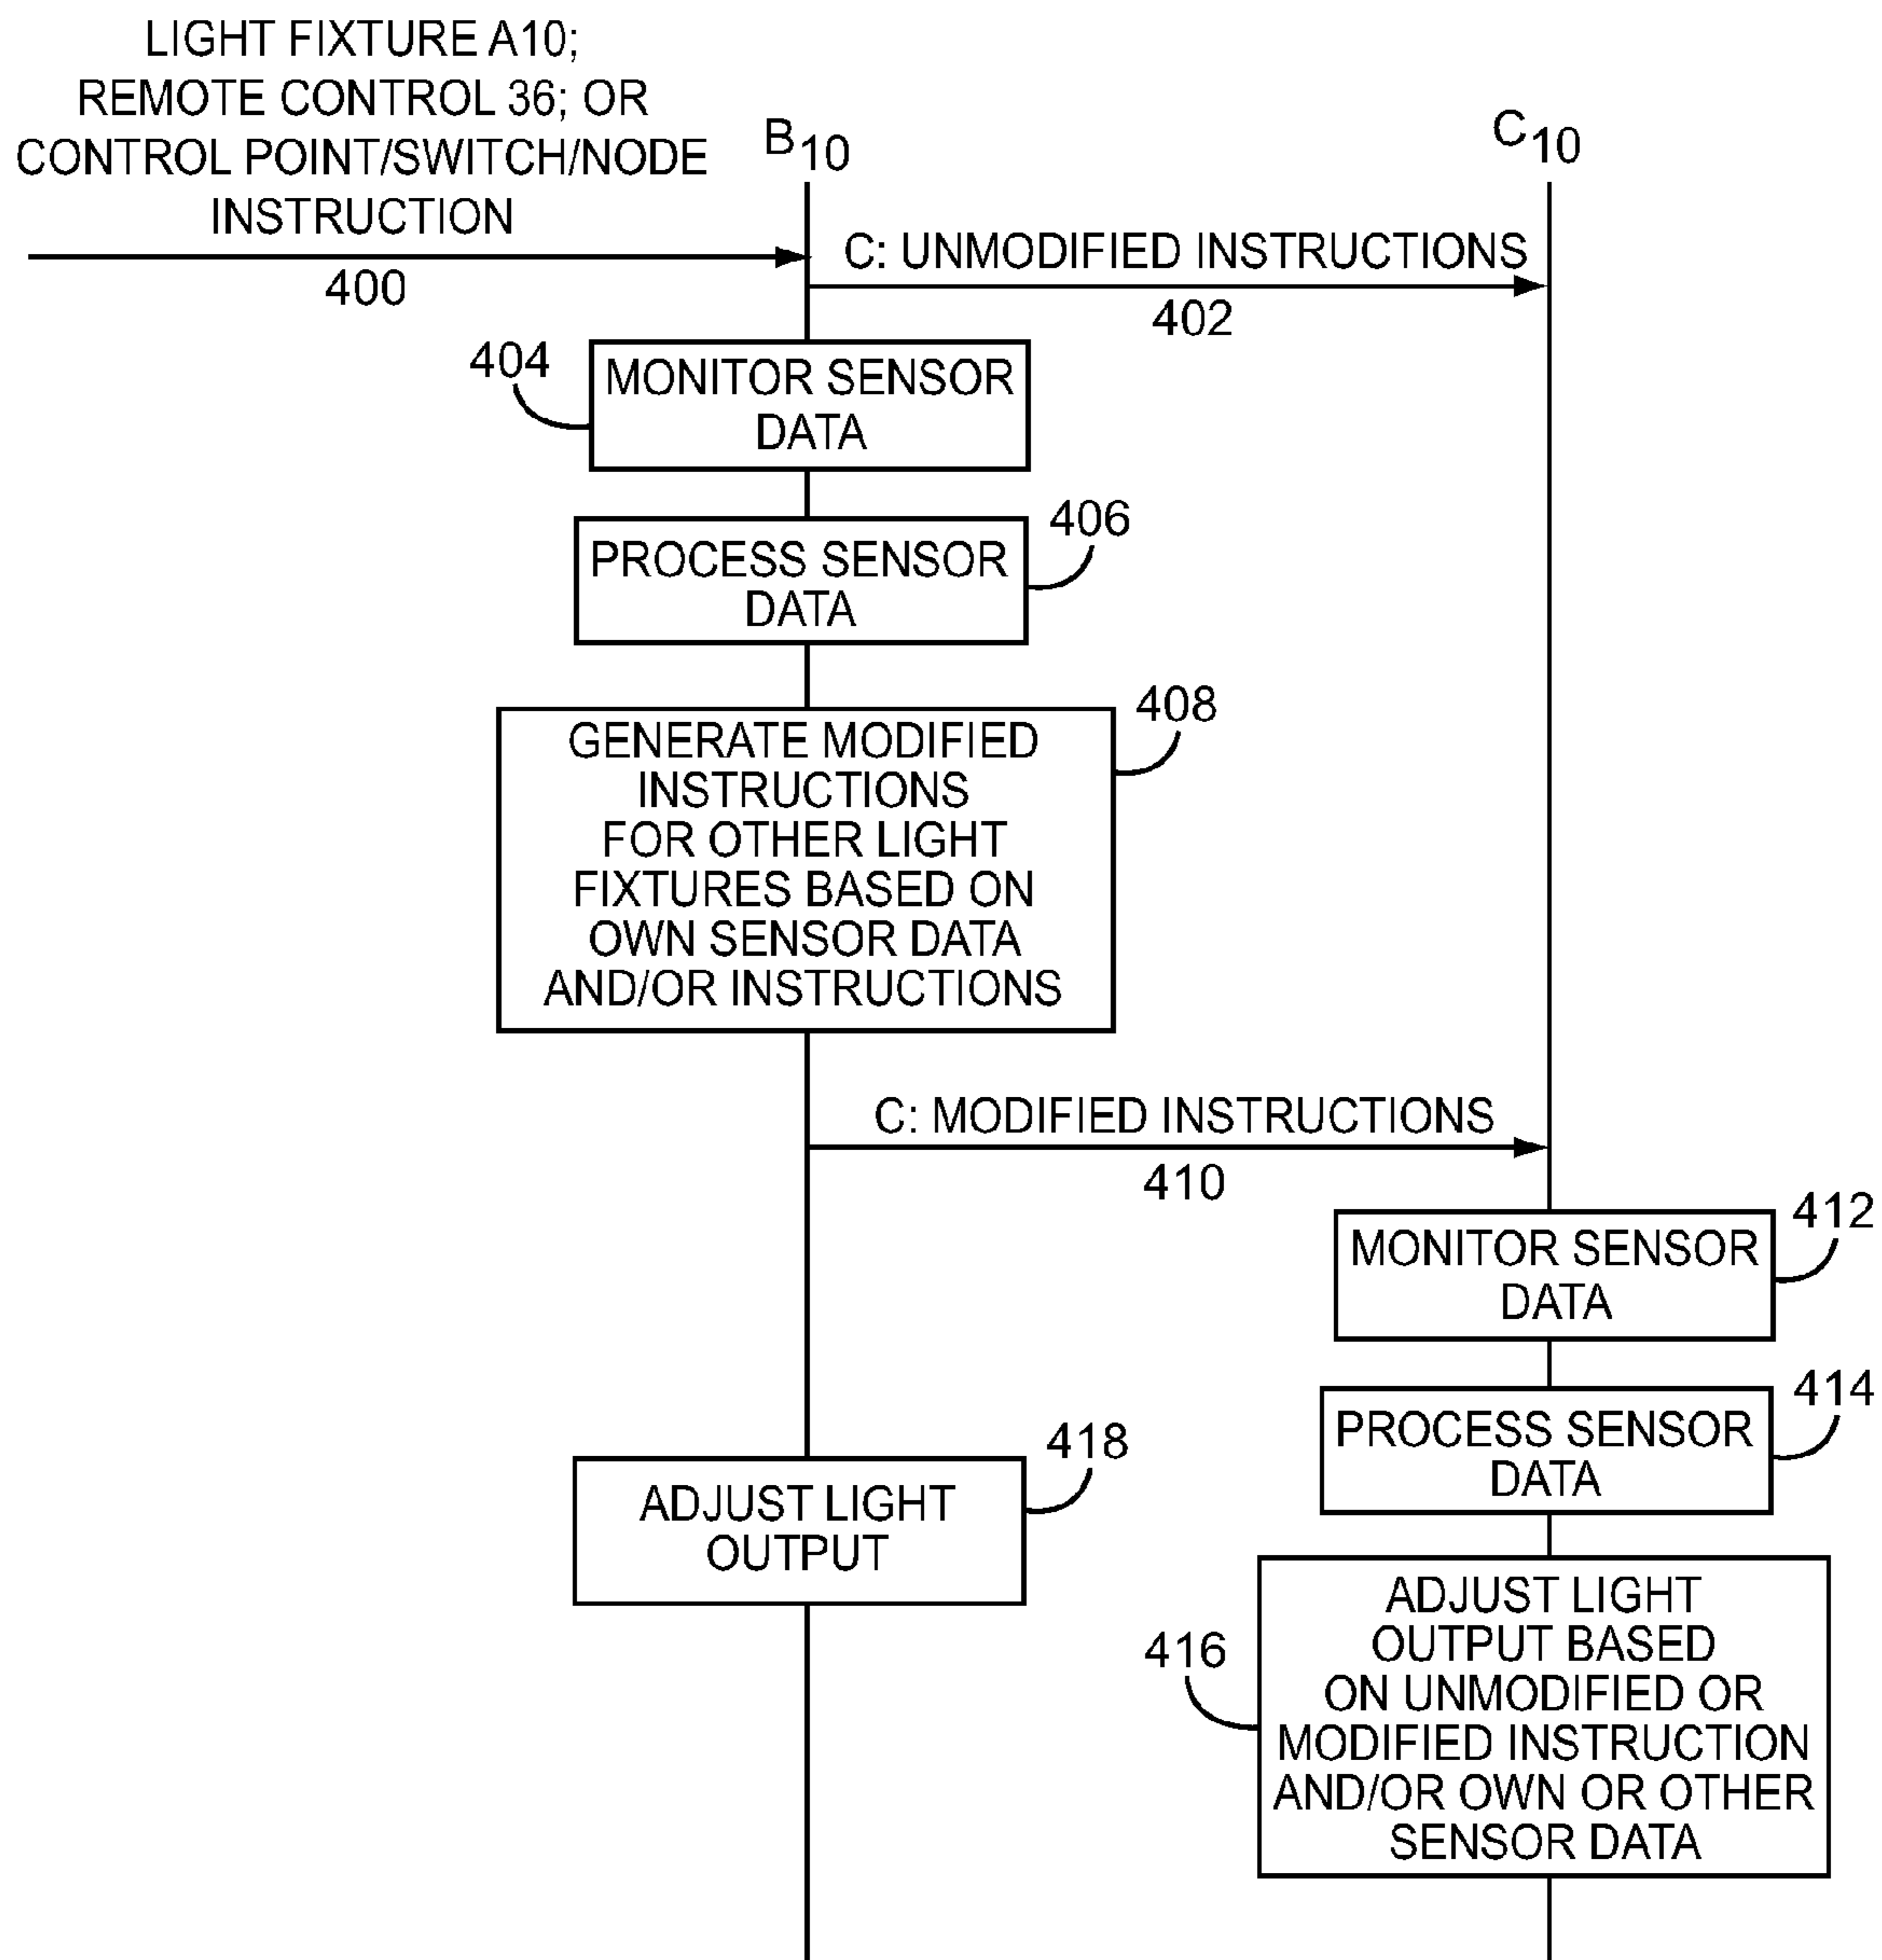 LIGHT FIXTURE A10;
REMOTE CONTROL 36; OR
CONTROL POINT/SWITCH/NODE
INSTRUCTION
400
B10
C10
C: UNMODIFIED INSTRUCTIONS
402
404
MONITOR SENSOR
DATA
406
PROCESS SENSOR
DATA
408
GENERATE MODIFIED
INSTRUCTIONS
FOR OTHER LIGHT
FIXTURES BASED ON
OWN SENSOR DATA
AND/OR INSTRUCTIONS
C: MODIFIED INSTRUCTIONS
410
412
MONITOR SENSOR
DATA
414
PROCESS SENSOR
DATA
418
ADJUST LIGHT
OUTPUT
416
ADJUST LIGHT
OUTPUT BASED
ON UNMODIFIED OR
MODIFIED INSTRUCTION
AND/OR OWN OR OTHER
SENSOR DATA